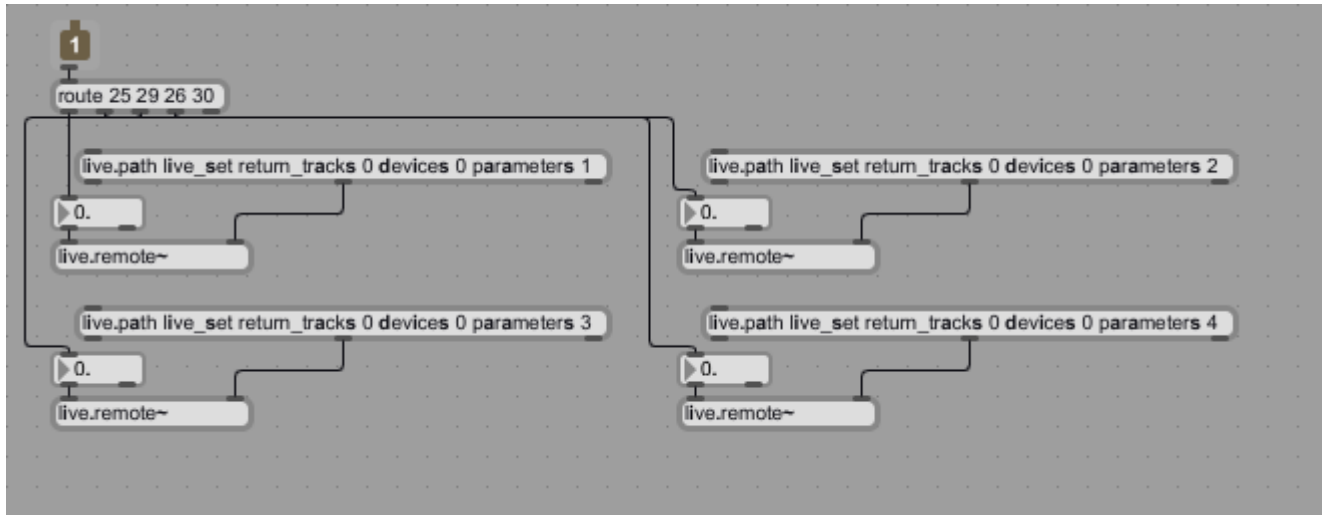 1
route 25 29 26 30
live.path live_set return_tracks 0 devices 0 parameters 1
live.path live_set return_tracks 0 devices 0 parameters 2
0.
0.
live.remote~
live.remote~
live.path live_set return_tracks 0 devices 0 parameters 3
live.path live_set return_tracks 0 devices 0 parameters 4
0.
0.
live.remote~
live.remote~